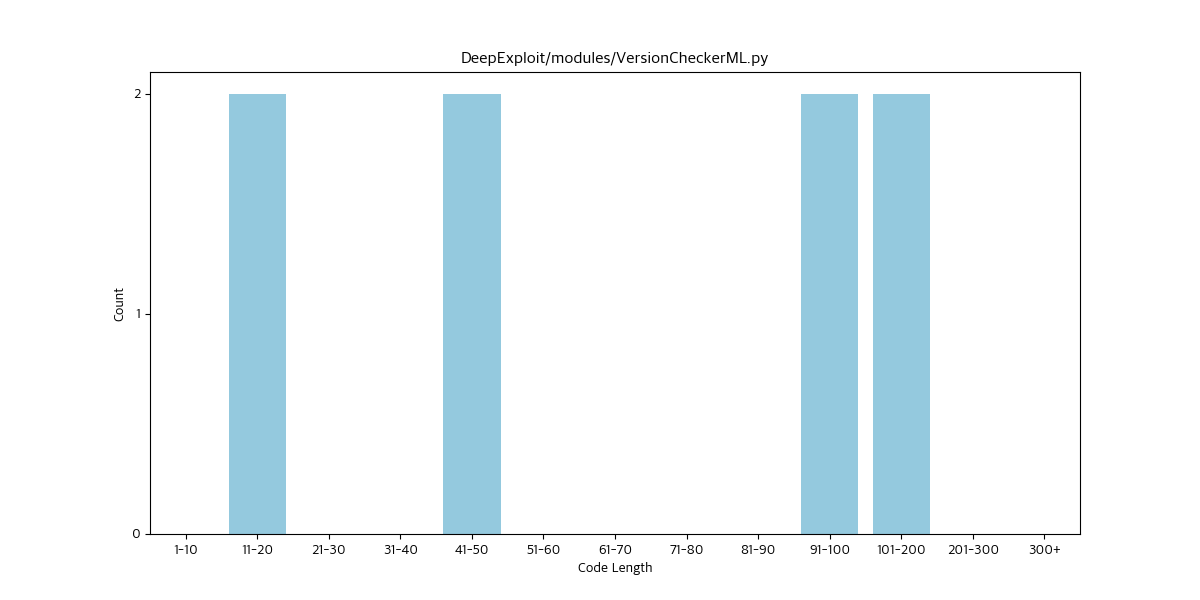 DeepExploit/modules/VersionCheckerML.py
2
1
0
Count
1-10 11-20 21-30 31-40 41-50 51-60 61-70 71-80 81-90 91-100 101-200 201-300 300+
Code Length